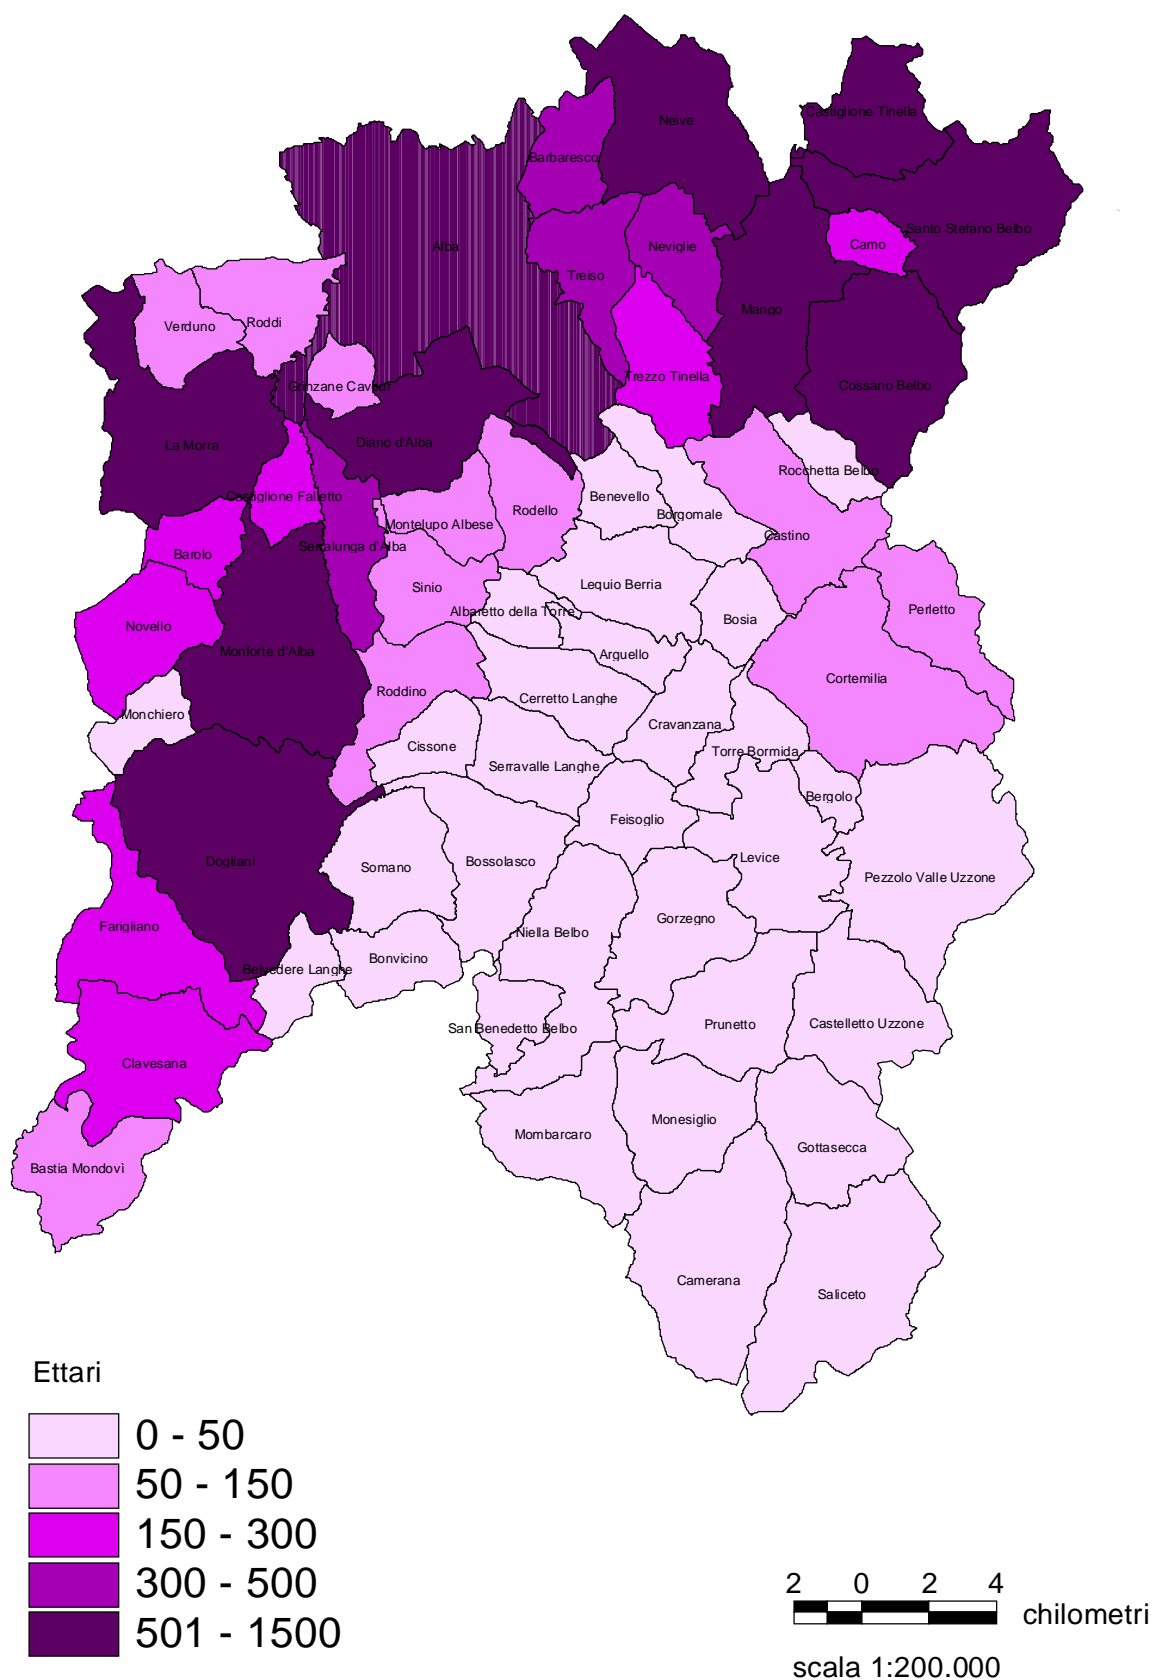 Neive
Castiglione Tinella
Barbaresco
Santo Stefano Belbo
Alba
Neviglie
Camo
Treiso
Mango
Verduno
Roddi
Trezzo Tinella
Grinzane Cavour
Cossano Belbo
La Morra
Diano d'Alba
Rocchetta Belbo
Castiglione Falletto
Benevello
Rodello
Borgomale
Montelupo Albese
Castino
Serralunga d'Alba
Barolo
Lequio Berria
Sinio
Albaretto della Torre
Perletto
Bosia
Novello
Monforte d'Alba
Arguello
Cortemilia
Roddino
Cerretto Langhe
Monchiero
Cravanzana
Cissone
Torre Bormida
Serravalle Langhe
Bergolo
Feisoglio
Levice
Dogliani
Bossolasco
Somano
Pezzolo Valle Uzzone
Gorzegno
Farigliano
Niella Belbo
Bonvicino
Belvedere Langhe
San Benedetto Belbo
Prunetto
Castelletto Uzzone
Clavesana
Monesiglio
Mombarcaro
Gottasecca
Bastia Mondovì
Camerana
Saliceto
Ettari
0 - 50
50 - 150
150 - 300
300 - 500
501 - 1500
2 0 2 4
chilometri
scala 1:200.000